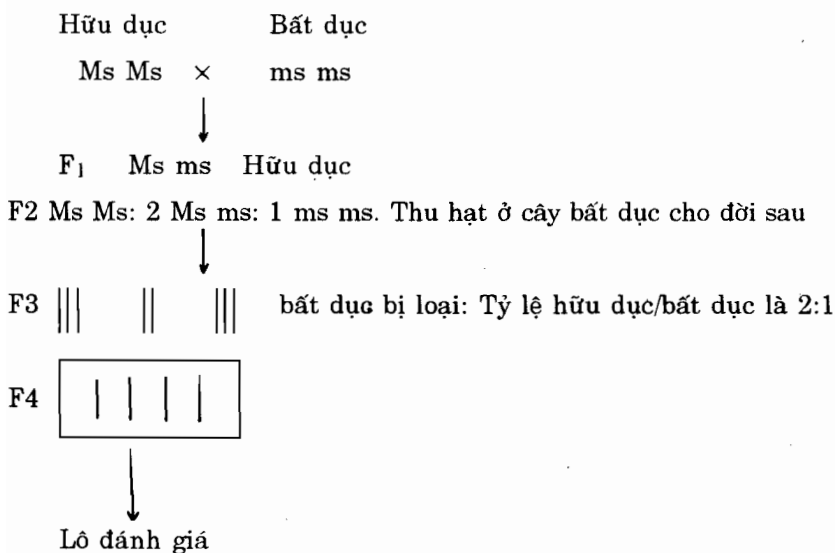 Hữu dục Bất dục
Ms Ms × ms ms
F1 Ms ms Hữu dục
F2 Ms Ms: 2 Ms ms: 1 ms ms. Thu hạt ở cây bất dục cho đời sau
F3 bất dục bị loại: Tỷ lệ hữu dục/bất dục là 2:1
F4
Lô đánh giá